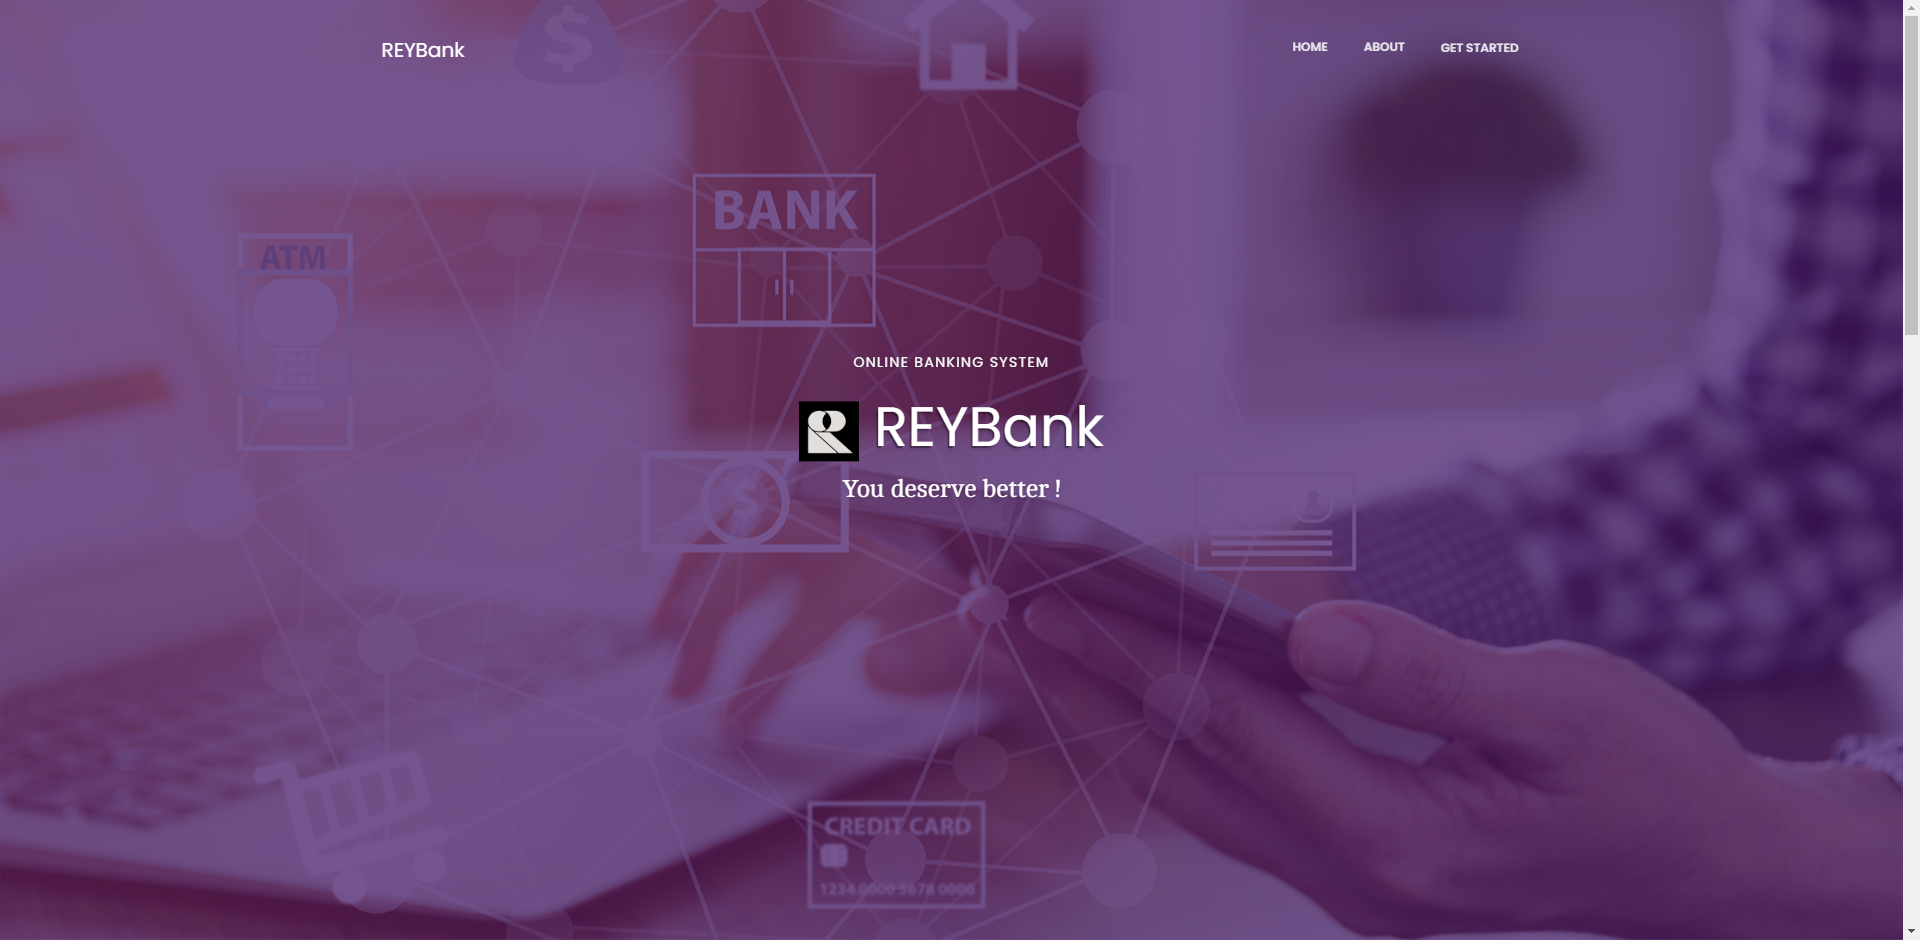 REYBank
HOME
ABOUT
GET STARTED
BANK
ATM
ONLINE BANKING SYSTEM
REYBank
You deserve better !
CREDIT CARD
1234 0000 5678 0000